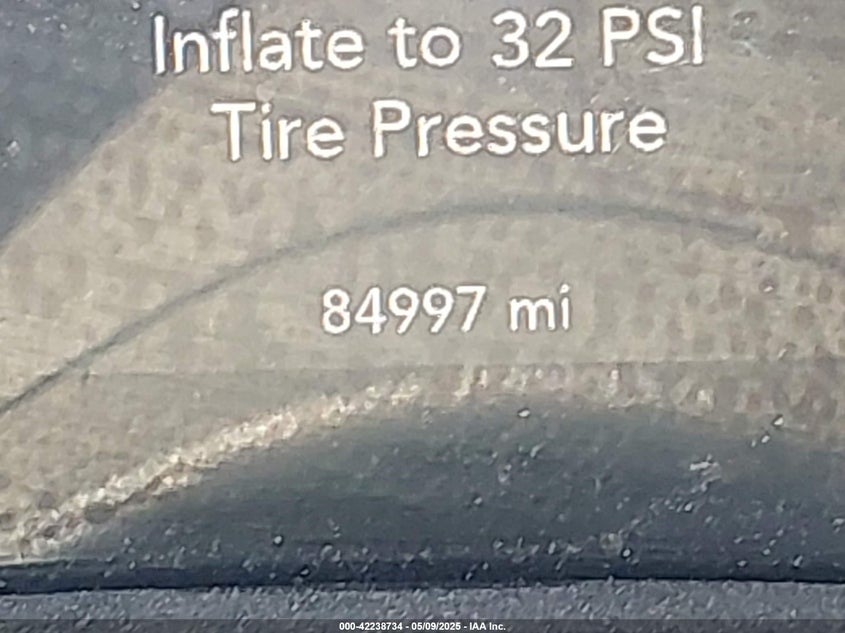 Inflate to 32 PSI
Tire Pressure
84997 mi
000-42238734 - 05/09/2025 - IAA Inc.